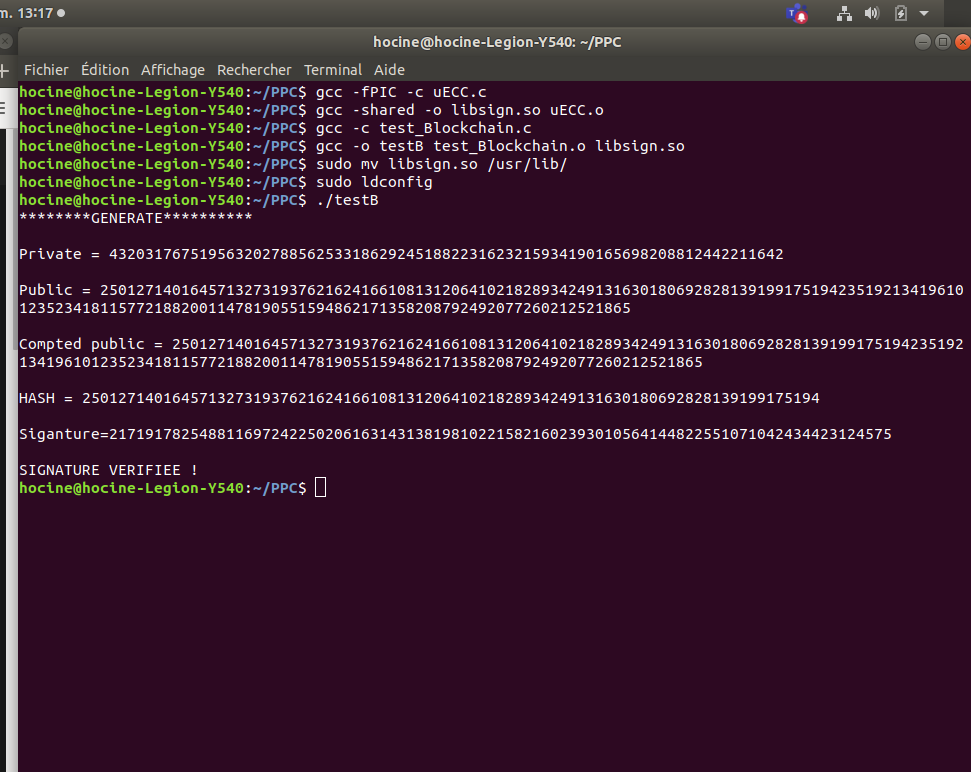 m. 13:17
hocine@hocine-Legion-Y540: ~/PPC
Fichier Édition Affichage Rechercher Terminal Aide
hocine@hocine-Legion-Y540:~/PPC$ gcc -fPIC -c uECC.c
hocine@hocine-Legion-Y540:~/PPC$ gcc -shared -o libsign.so uECC.o
hocine@hocine-Legion-Y540:~/PPC$ gcc -c test_Blockchain.c
hocine@hocine-Legion-Y540:~/PPC$ gcc -o testB test_Blockchain.o libsign.so
hocine@hocine-Legion-Y540:~/PPC$ sudo mv libsign.so /usr/lib/
hocine@hocine-Legion-Y540:~/PPC$ sudo ldconfig
hocine@hocine-Legion-Y540:~/PPC$ ./testB
********GENERATE**********
Private = 432031767519563202788562533186292451882231623215934190165698208812442211642
Public = 250127140164571327319376216241661081312064102182893424913163018069282813919917519423519213419610
12352341811577218820011478190551594862171358208792492077260212521865
Compted public = 2501271401645713273193762162416610813120641021828934249131630180692828139199175194235192
1341961012352341811577218820011478190551594862171358208792492077260212521865
HASH = 2501271401645713273193762162416610813120641021828934249131630180692828139199175194
Siganture=217191782548811697242250206163143138198102215821602393010564144822551071042434423124575
SIGNATURE VERIFIEE !
hocine@hocine-Legion-Y540:~/PPC$